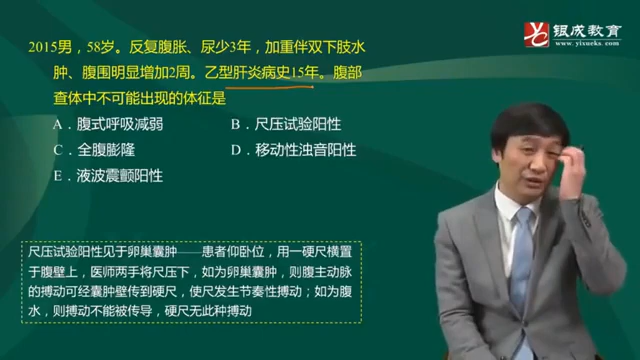 银成教育
www.yixueks.com
2015男，58岁。反复腹胀、尿少3年，加重伴双下肢水
肿、腹围明显增加2周。乙型肝炎病史15年。腹部
查体中不可能出现的体征是
A．腹式呼吸减弱 B．尺压试验阳性
C．全腹膨隆 D．移动性浊音阳性
E．液波震颤阳性
尺压试验阳性见于卵巢囊肿——患者仰卧位，用一硬尺横置
于腹壁上，医师两手将尺压下，如为卵巢囊肿，则腹主动脉
的搏动可经囊肿壁传到硬尺，使尺发生节奏性搏动；如为腹
水，则搏动不能被传导，硬尺无此种搏动